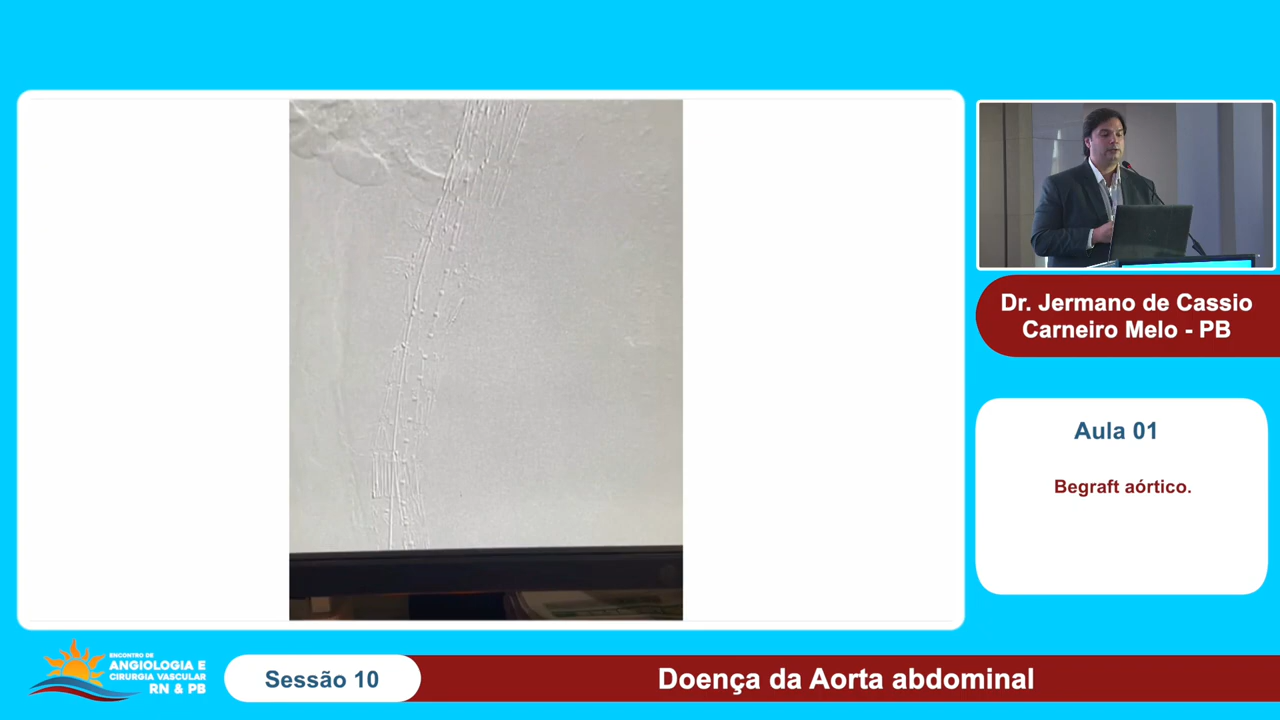 Dr. Jermano de Cassio
Carneiro Melo - PB
Aula 01
Begraft aórtico.
ENCONTRO DE
ANGIOLOGIA E
CIRURGIA VASCULAR
RN & PB
Sessão 10
Doença da Aorta abdominal